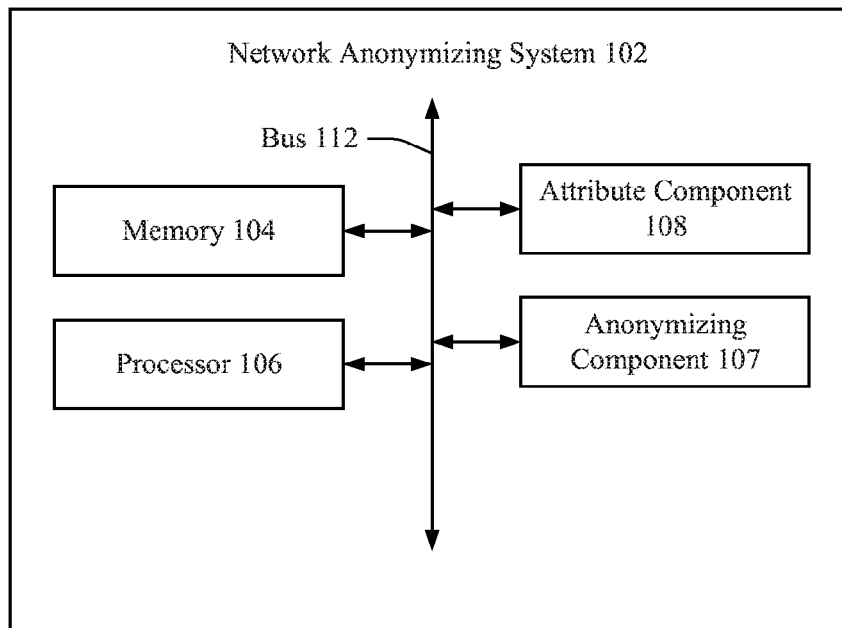 Network Anonymizing System 102
Bus 112
Memory 104
Attribute Component
108
Processor 106
Anonymizing
Component 107